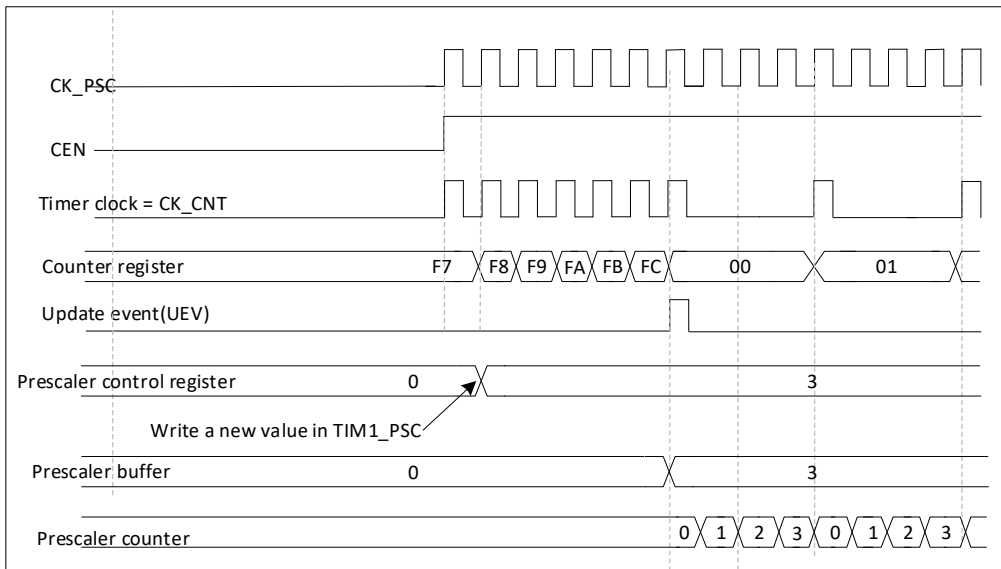 CK_PSC
CEN
Timer clock = CK_CNT
Counter register F7 F8 F9 FA FB FC 00 01
Update event(UEV)
Prescaler control register 0 3
Write a new value in TIM1_PSC
Prescaler buffer 0 3
Prescaler counter 0 1 2 3 0 1 2 3